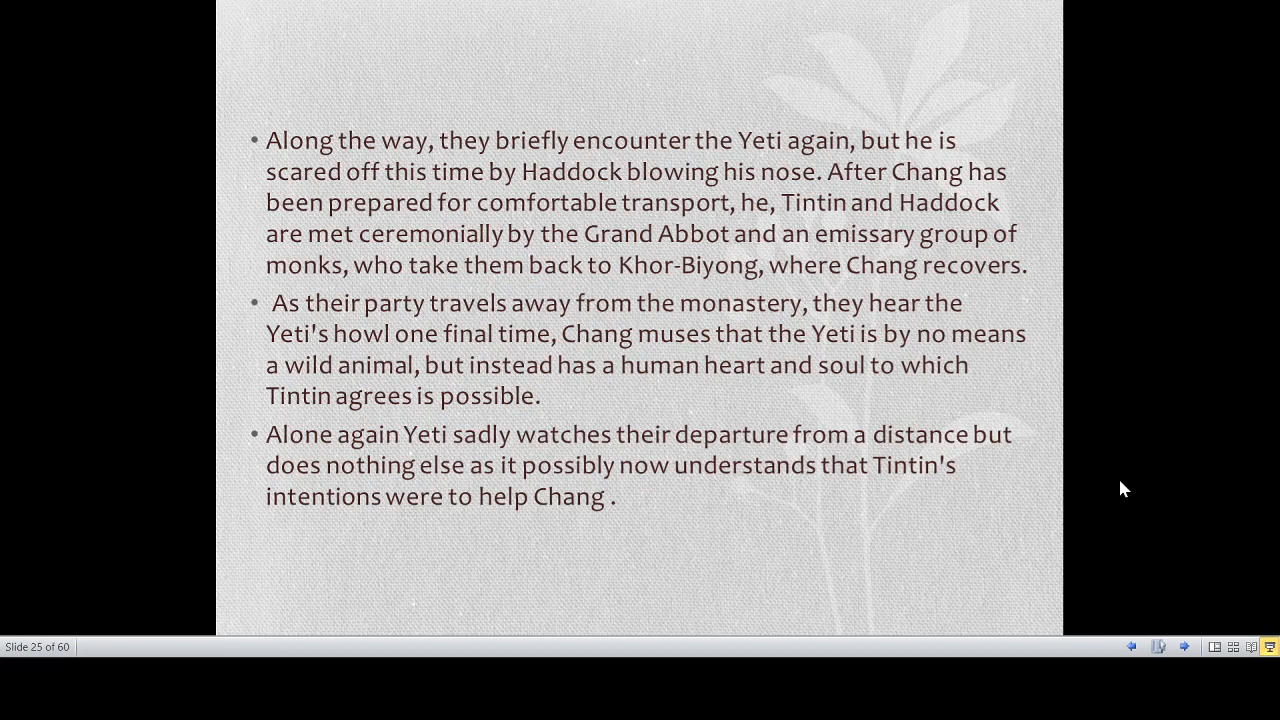 • Along the way, they briefly encounter the Yeti again, but he is
scared off this time by Haddock blowing his nose. After Chang has
been prepared for comfortable transport, he, Tintin and Haddock
are met ceremonially by the Grand Abbot and an emissary group of
monks, who take them back to Khor-Biyong, where Chang recovers.
• As their party travels away from the monastery, they hear the
Yeti's howl one final time, Chang muses that the Yeti is by no means
a wild animal, but instead has a human heart and soul to which
Tintin agrees is possible.
• Alone again Yeti sadly watches their departure from a distance but
does nothing else as it possibly now understands that Tintin's
intentions were to help Chang .
Slide 25 of 60